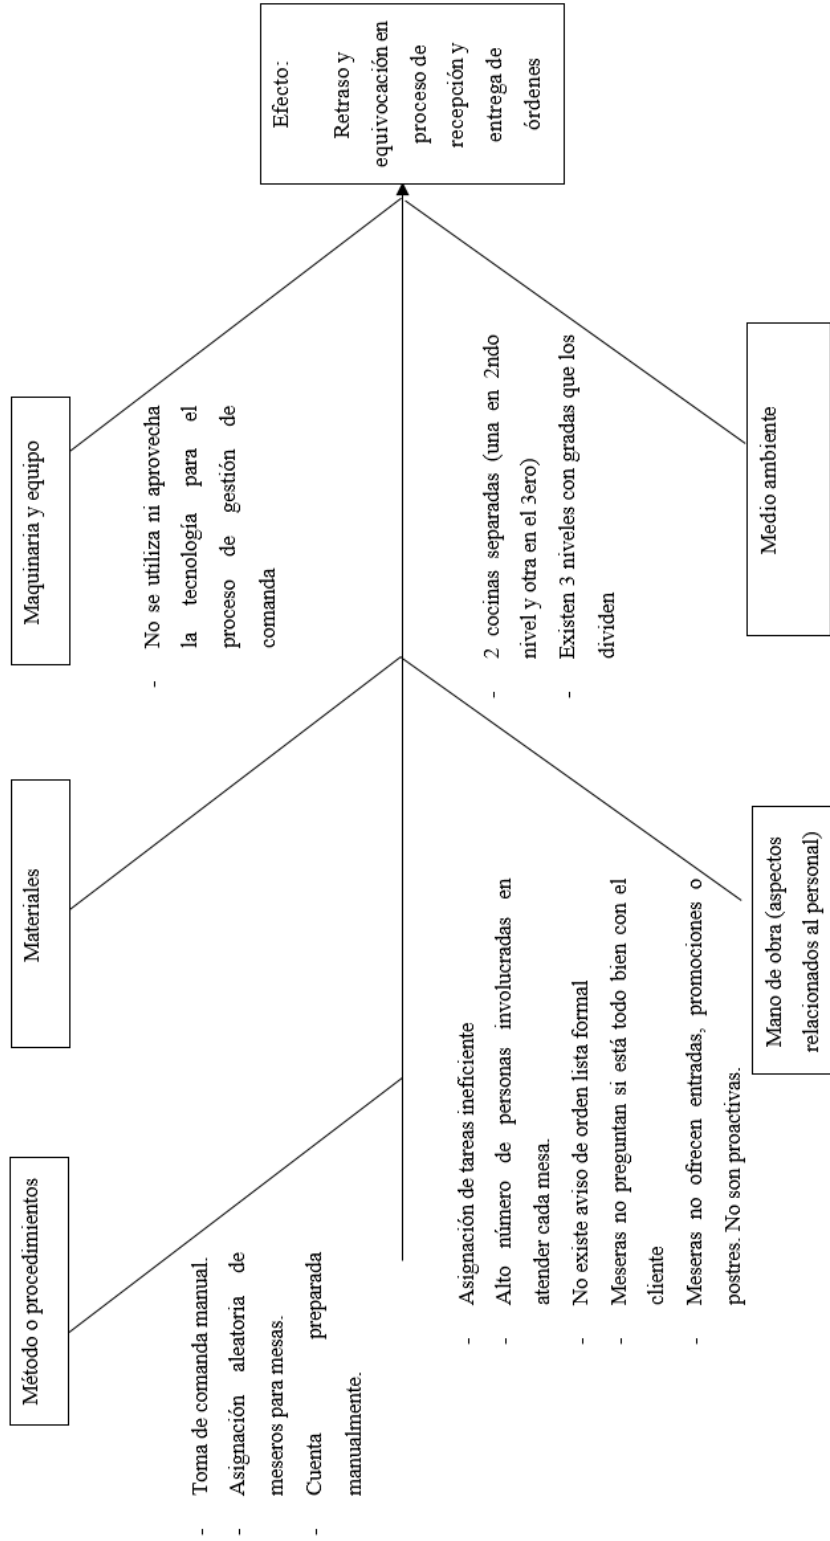 Método o procedimientos
- Toma de comanda manual.
- Asignación aleatoria de
meseros para mesas.
- Cuenta preparada
manualmente.
Materiales
Maquinaria y equipo
- No se utiliza ni aprovecha
la tecnología para el
proceso de gestión de
comanda
Efecto:
Retraso y
equivocación en
proceso de
recepción y
entrega de
órdenes
- Asignación de tareas ineficiente
- Alto número de personas involucradas en
atender cada mesa.
- No existe aviso de orden lista formal
- Meseras no preguntan si está todo bien con el
cliente
- Meseras no ofrecen entradas, promociones o
postres. No son proactivas.
Mano de obra (aspectos
relacionados al personal)
- 2 cocinas separadas (una en 2ndo
nivel y otra en el 3ero)
- Existen 3 niveles con gradas que los
dividen
Medio ambiente